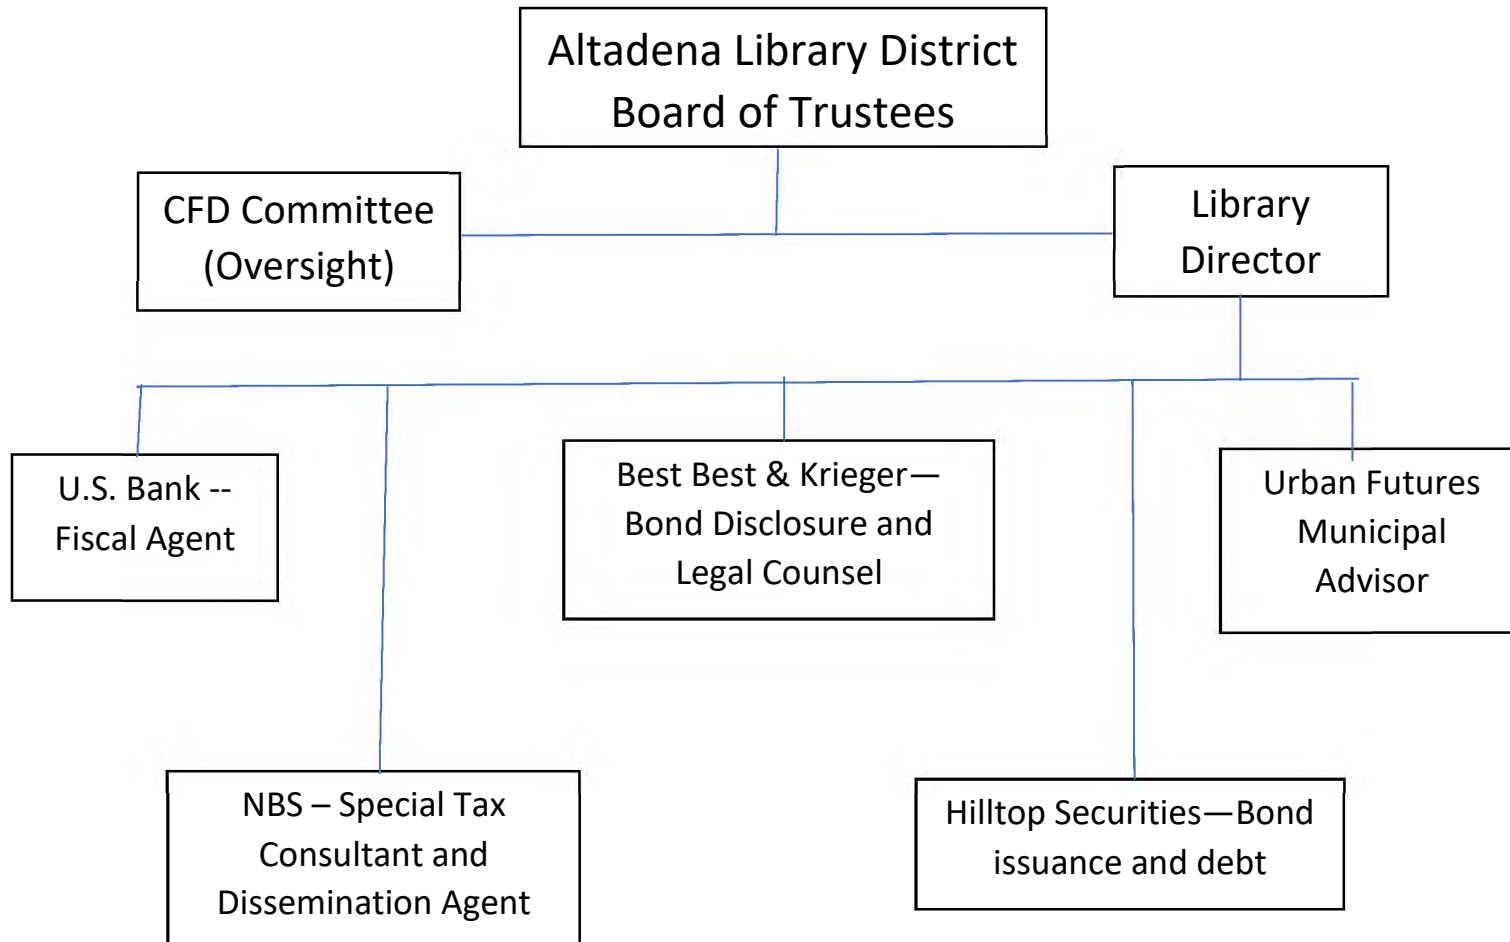 Altadena Library District
Board of Trustees
CFD Committee
(Oversight)
Library
Director
U.S. Bank --
Fiscal Agent
Best Best & Krieger—
Bond Disclosure and
Legal Counsel
Urban Futures
Municipal
Advisor
NBS – Special Tax
Consultant and
Dissemination Agent
Hilltop Securities—Bond
issuance and debt